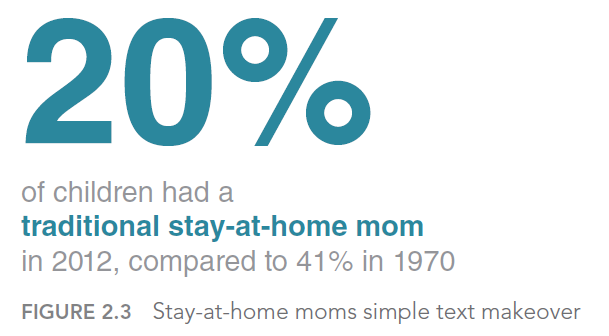 20%
of children had a
traditional stay-at-home mom
in 2012, compared to 41% in 1970
FIGURE 2.3 Stay-at-home moms simple text makeover